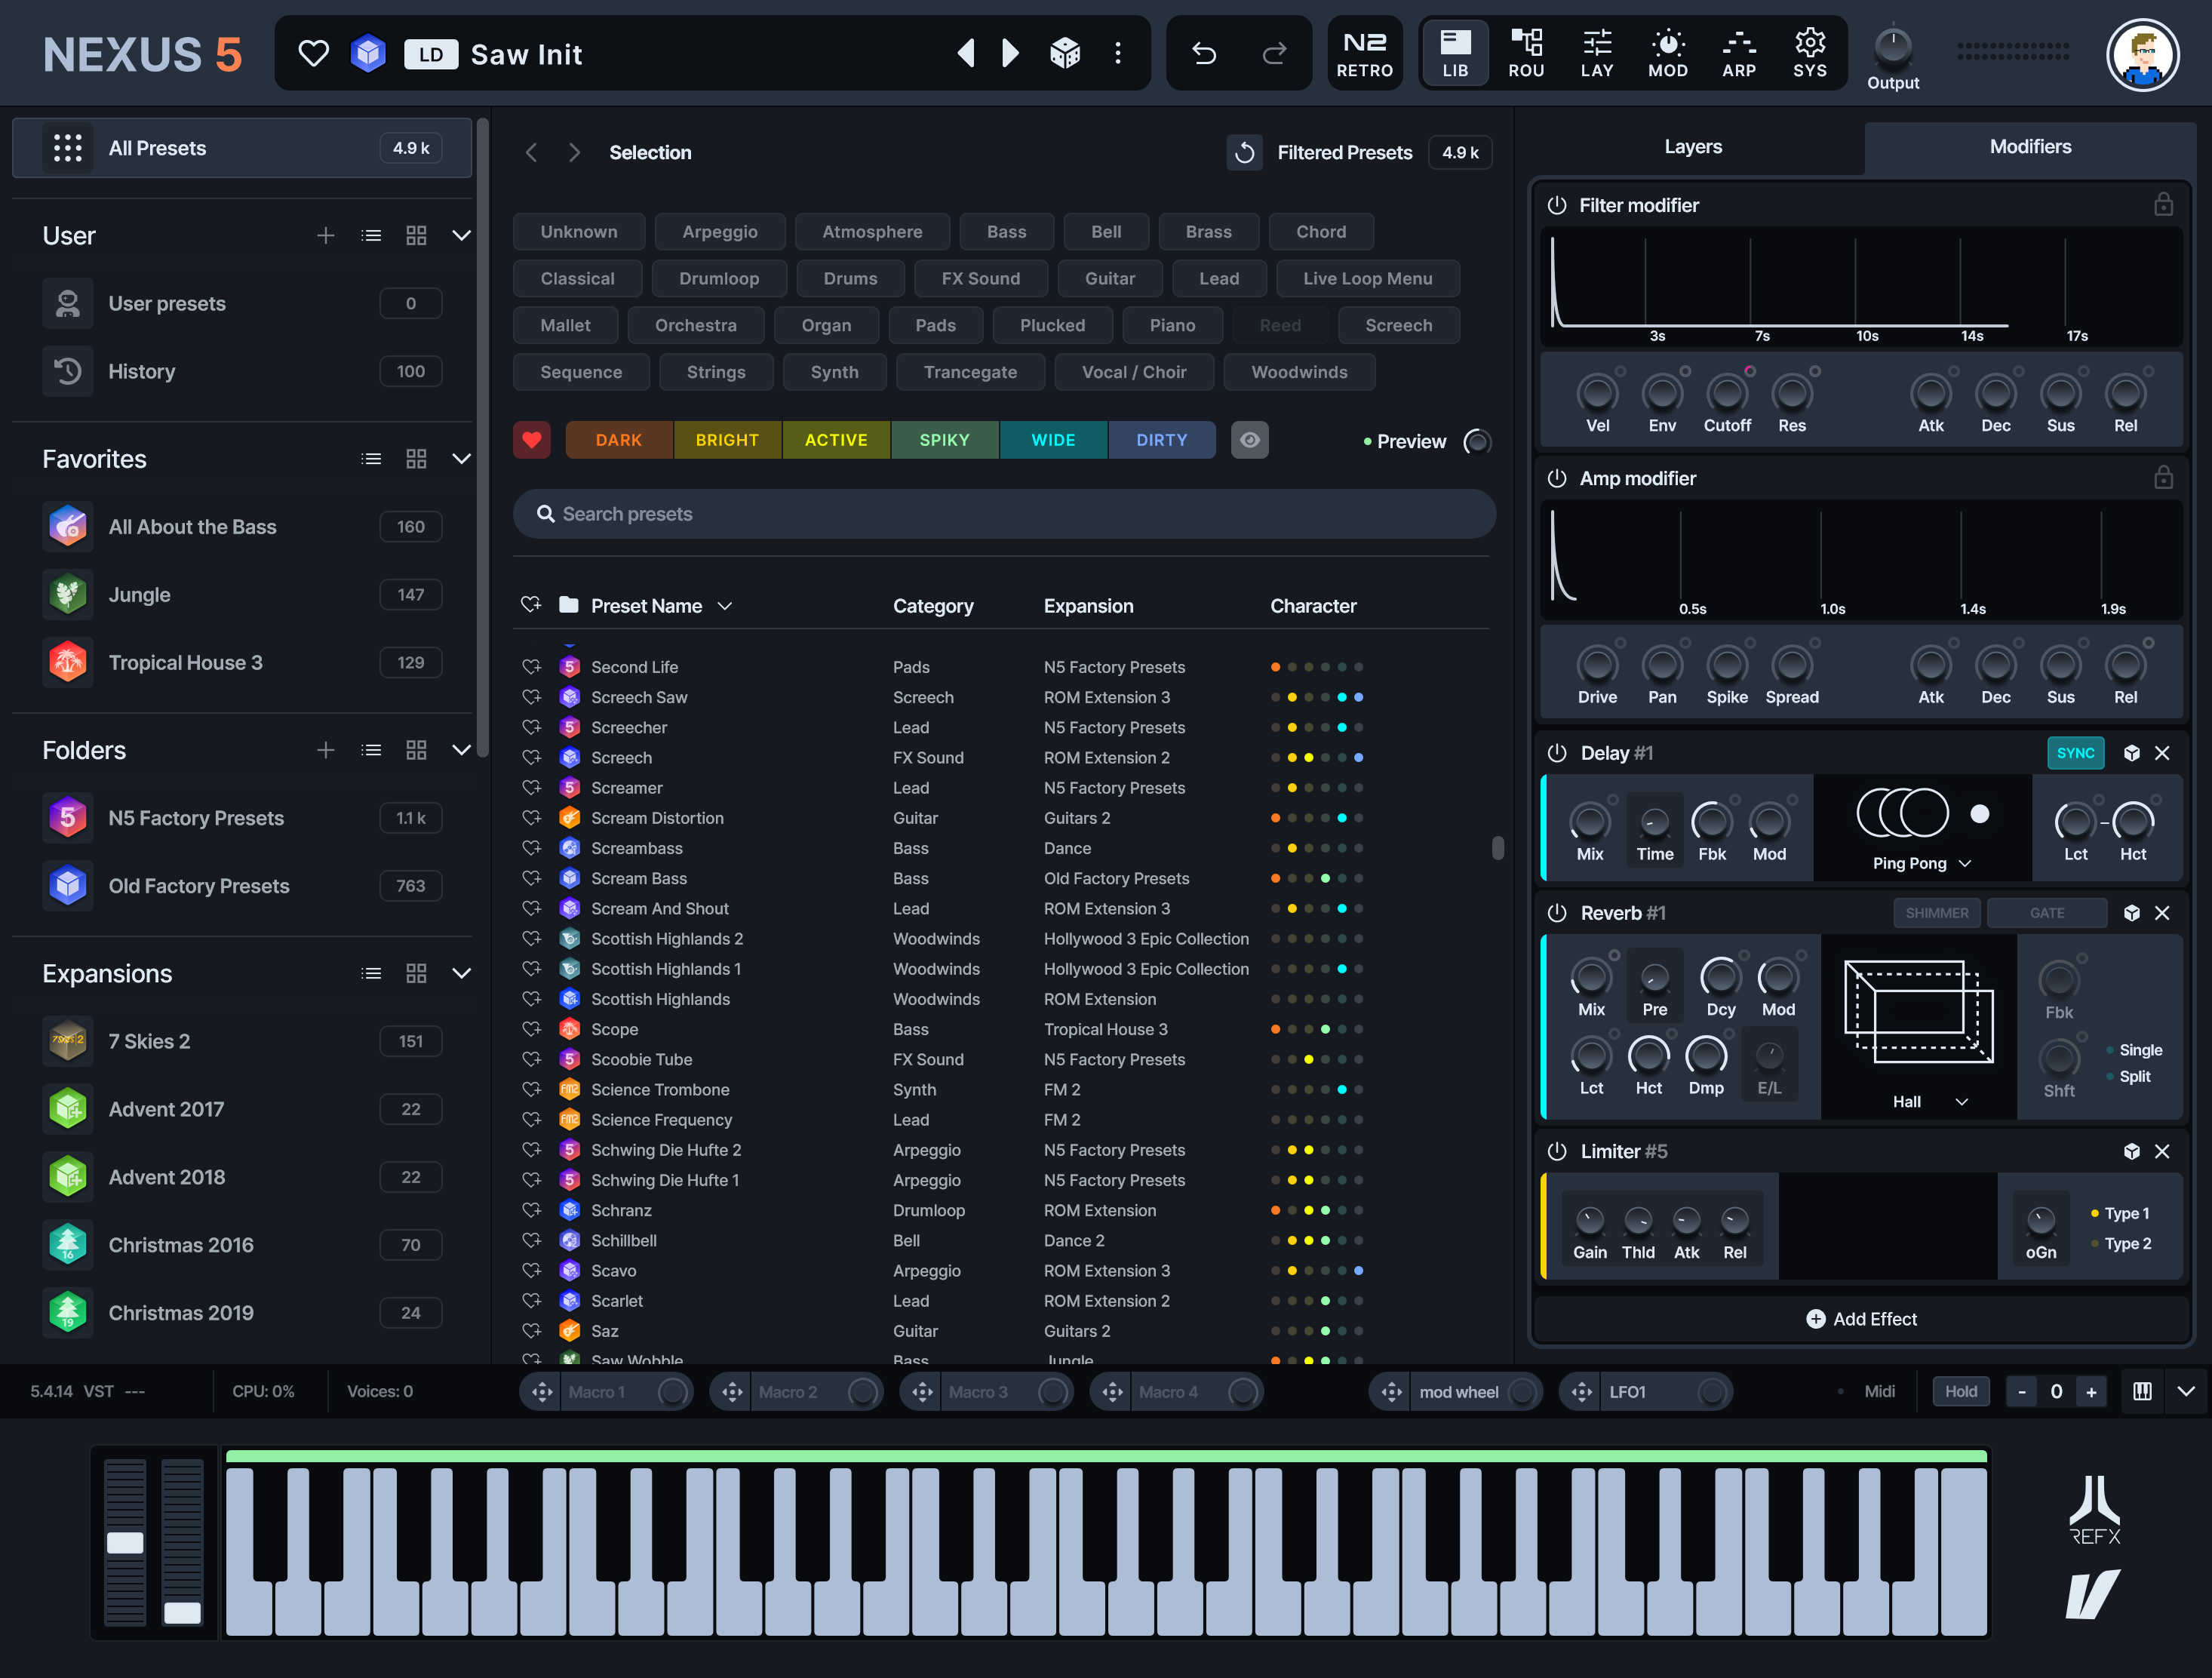 NEXUS 5
LD Saw Init
N2
RETRO
LIB ROU LAY MOD ARP SYS
Output
All Presets 4.9 k
User
User presets 0
History 100
Favorites
All About the Bass 160
Jungle 147
Tropical House 3 129
Folders
5 N5 Factory Presets 1.1 k
Old Factory Presets 763
Expansions
7 Skies 2 151
Advent 2017 22
Advent 2018 22
16 Christmas 2016 70
19 Christmas 2019 24
Selection Filtered Presets 4.9 k
Unknown Arpeggio Atmosphere Bass Bell Brass Chord
Classical Drumloop Drums FX Sound Guitar Lead Live Loop Menu
Mallet Orchestra Organ Pads Plucked Piano Reed Screech
Sequence Strings Synth Trancegate Vocal / Choir Woodwinds
DARK BRIGHT ACTIVE SPIKY WIDE DIRTY Preview
Search presets
Preset Name Category Expansion Character
5 Second Life Pads N5 Factory Presets
Screech Saw Screech ROM Extension 3
5 Screecher Lead N5 Factory Presets
Screech FX Sound ROM Extension 2
5 Screamer Lead N5 Factory Presets
Scream Distortion Guitar Guitars 2
Screambass Bass Dance
Scream Bass Bass Old Factory Presets
Scream And Shout Lead ROM Extension 3
Scottish Highlands 2 Woodwinds Hollywood 3 Epic Collection
Scottish Highlands 1 Woodwinds Hollywood 3 Epic Collection
Scottish Highlands Woodwinds ROM Extension
Scope Bass Tropical House 3
5 Scoobie Tube FX Sound N5 Factory Presets
FM2 Science Trombone Synth FM 2
FM2 Science Frequency Lead FM 2
5 Schwing Die Hufte 2 Arpeggio N5 Factory Presets
5 Schwing Die Hufte 1 Arpeggio N5 Factory Presets
Schranz Drumloop ROM Extension
Schillbell Bell Dance 2
Scavo Arpeggio ROM Extension 3
Scarlet Lead ROM Extension 2
Saz Guitar Guitars 2
Saw Wobble Bass Jungle
Layers Modifiers
Filter modifier
3s 7s 10s 14s 17s
Vel Env Cutoff Res Atk Dec Sus Rel
Amp modifier
0.5s 1.0s 1.4s 1.9s
Drive Pan Spike Spread Atk Dec Sus Rel
Delay #1 SYNC
Mix Time Fbk Mod Ping Pong Lct – Hct
Reverb #1 SHIMMER GATE
Mix Pre Dcy Mod Fbk
Lct Hct Dmp E/L Hall Shft
Single
Split
Limiter #5
Gain Thld Atk Rel oGn
Type 1
Type 2
Add Effect
5.4.14 VST --- CPU: 0% Voices: 0 Macro 1 Macro 2 Macro 3 Macro 4 mod wheel LFO1 Midi Hold - 0 +
REFX